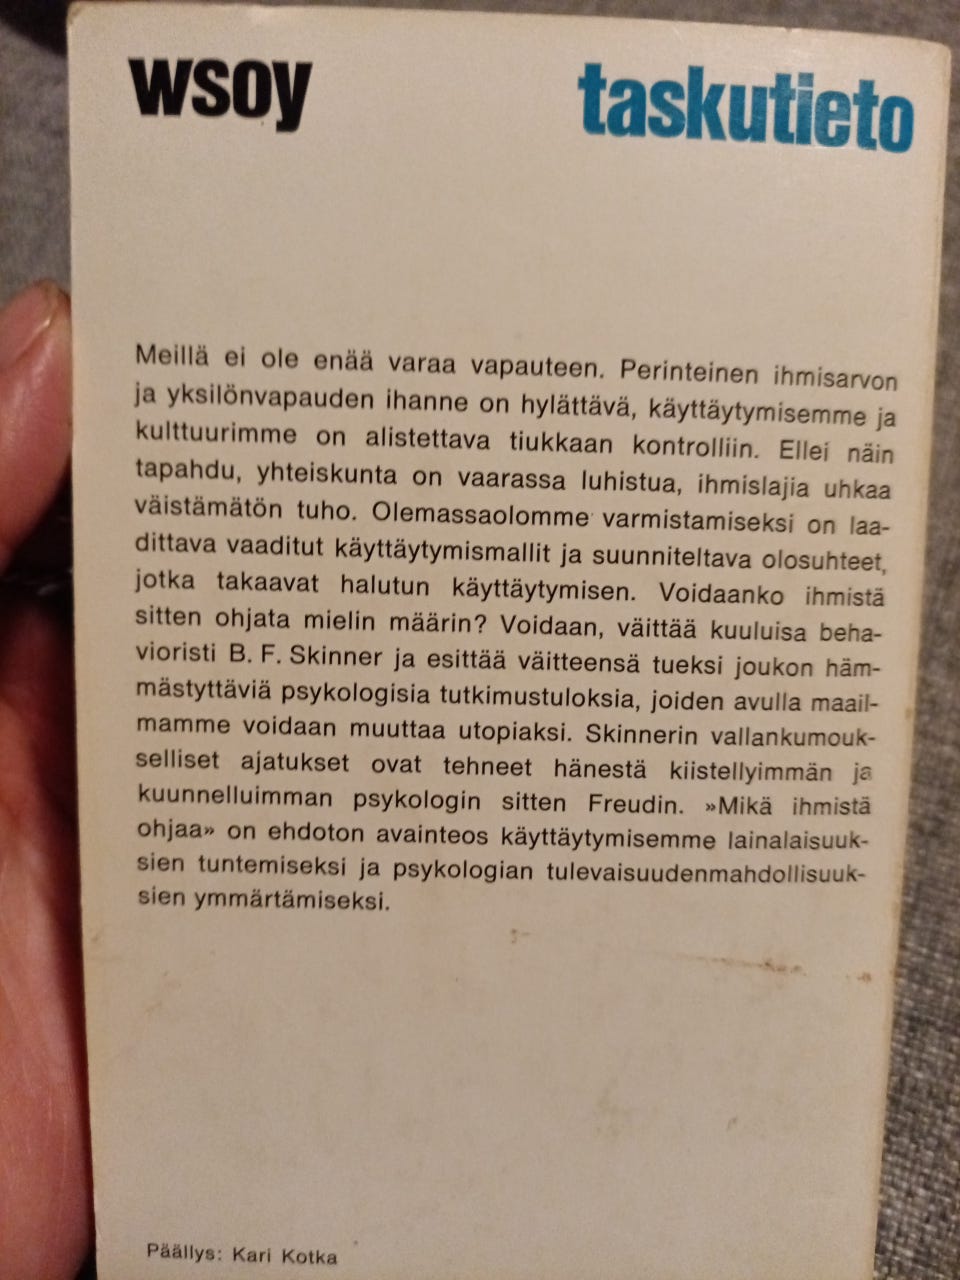 wsoy
taskutieto
Meillä ei ole enää varaa vapauteen. Perinteinen ihmisarvon
ja yksilönvapauden ihanne on hylättävä, käyttäytymisemme ja
kulttuurimme on alistettava tiukkaan kontrolliin. Ellei näin
tapahdu, yhteiskunta on vaarassa luhistua, ihmislajia uhkaa
väistämätön tuho. Olemassaolomme varmistamiseksi on laa-
dittava vaaditut käyttäytymismallit ja suunniteltava olosuhteet,
jotka takaavat halutun käyttäytymisen. Voidaanko ihmistä
sitten ohjata mielin määrin? Voidaan, väittää kuuluisa beha-
vioristi B. F. Skinner ja esittää väitteensä tueksi joukon häm-
mästyttäviä psykologisia tutkimustuloksia, joiden avulla maail-
mamme voidaan muuttaa utopiaksi. Skinnerin vallankumouk-
selliset ajatukset ovat tehneet hänestä kiistellyimmän ja
kuunnelluimman psykologin sitten Freudin. »Mikä ihmistä
ohjaa» on ehdoton avainteos käyttäytymisemme lainalaisuuk-
sien tuntemiseksi ja psykologian tulevaisuudenmahdollisuuk-
sien ymmärtämiseksi.
Päällys: Kari Kotka